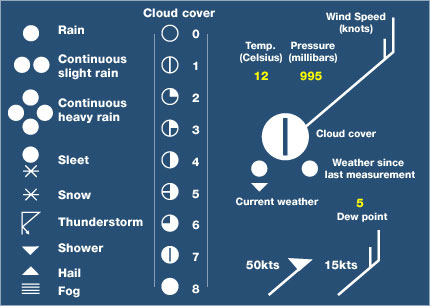 Cloud cover
Rain
0
Continuous
slight rain
1
2
Continuous
heavy rain
3
Sleet
4
Snow
5
Thunderstorm
6
Shower
7
Hail
Fog
8
Wind Speed
(knots)
Temp.
(Celsius)
12
Pressure
(millibars)
995
Cloud cover
Weather since
last measurement
Current weather
5
Dew point
50kts
15kts